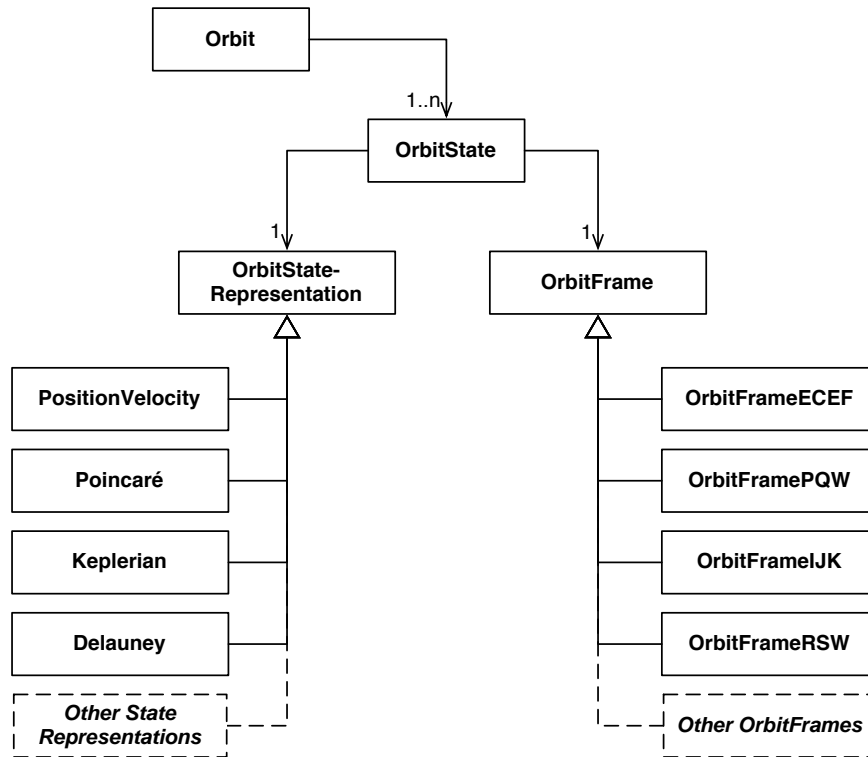 Orbit
1..n
OrbitState
1
1
OrbitState-
Representation
OrbitFrame
PositionVelocity
OrbitFrameECEF
Poincaré
OrbitFramePQW
Keplerian
OrbitFrameIJK
Delauney
OrbitFrameRSW
Other State
Representations
Other OrbitFrames